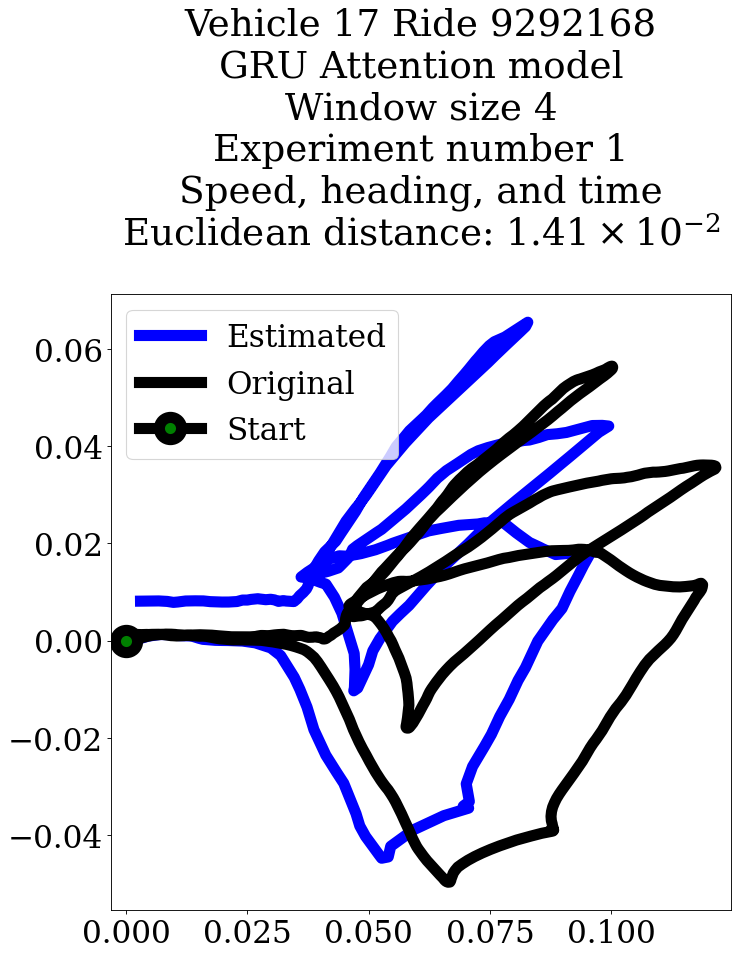 Vehicle 17 Ride 9292168
GRU Attention model
Window size 4
Experiment number 1
Speed, heading, and time
Euclidean distance: 1.41 × 10⁻²
Estimated
Original
Start
0.06
0.04
0.02
0.00
−0.02
−0.04
0.000 0.025 0.050 0.075 0.100